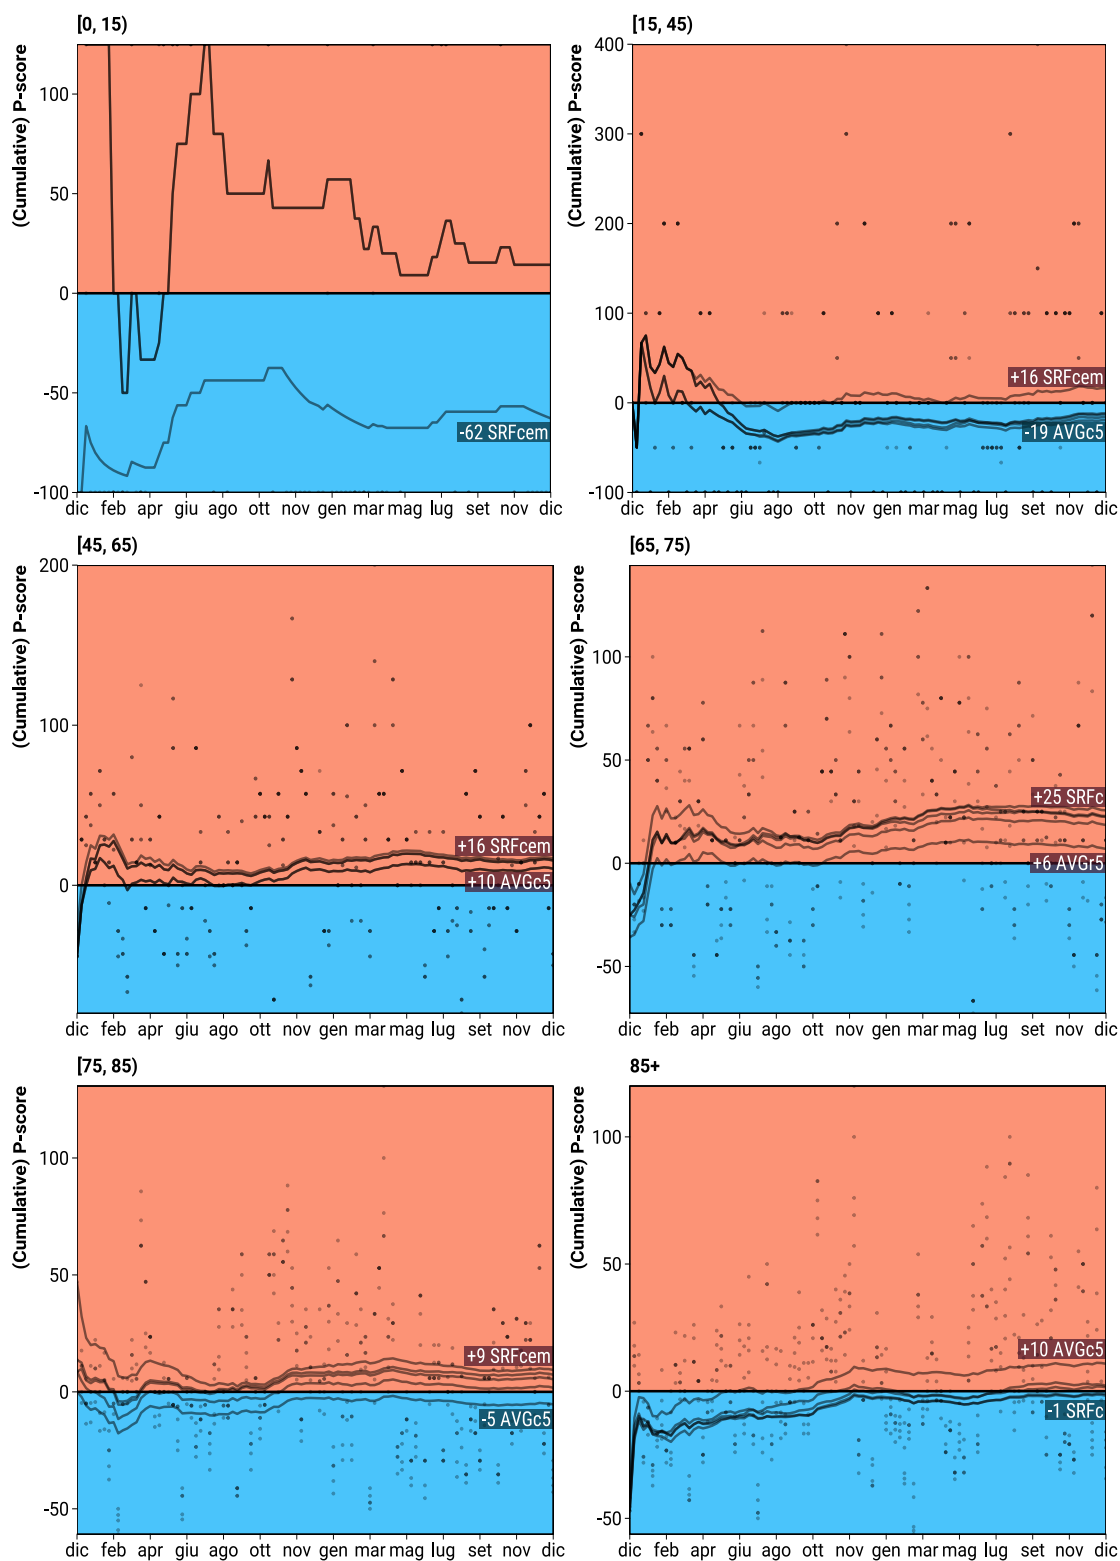 [0, 15)
(Cumulative) P-score
100
50
0
-50
-100
-62 SRFcem
dic feb apr giu ago ott nov gen mar mag lug set nov dic
[15, 45)
(Cumulative) P-score
400
300
200
100
0
-100
+16 SRFcem
-19 AVGc5
dic feb apr giu ago ott nov gen mar mag lug set nov dic
[45, 65)
(Cumulative) P-score
200
100
0
+16 SRFcem
+10 AVGc5
dic feb apr giu ago ott nov gen mar mag lug set nov dic
[65, 75)
(Cumulative) P-score
100
50
0
-50
+25 SRFc
+6 AVGr5
dic feb apr giu ago ott nov gen mar mag lug set nov dic
[75, 85)
(Cumulative) P-score
100
50
0
-50
+9 SRFcem
-5 AVGc5
dic feb apr giu ago ott nov gen mar mag lug set nov dic
85+
(Cumulative) P-score
100
50
0
-50
+10 AVGc5
-1 SRFc
dic feb apr giu ago ott nov gen mar mag lug set nov dic